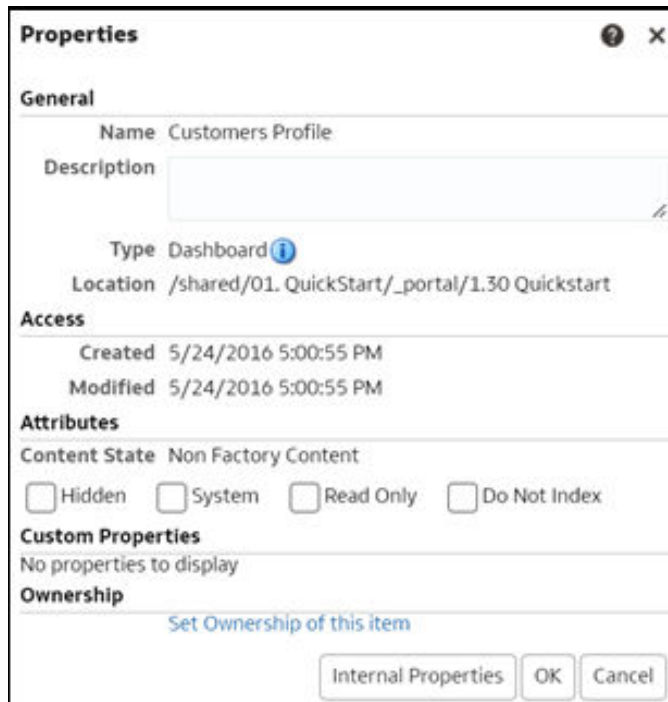 Properties
General
Name Customers Profile
Description
Type Dashboard
Location /shared/01. QuickStart/_portal/1.30 Quickstart
Access
Created 5/24/2016 5:00:55 PM
Modified 5/24/2016 5:00:55 PM
Attributes
Content State Non Factory Content
Hidden System Read Only Do Not Index
Custom Properties
No properties to display
Ownership
Set Ownership of this item
Internal Properties OK Cancel